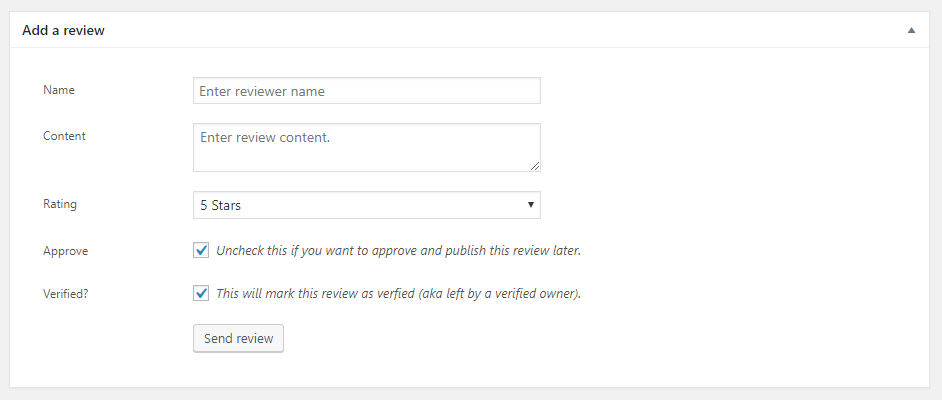 Add a review
Name
Enter reviewer name
Content
Enter review content.
Rating
5 Stars
Approve
Uncheck this if you want to approve and publish this review later.
Verified?
This will mark this review as verfied (aka left by a verified owner).
Send review